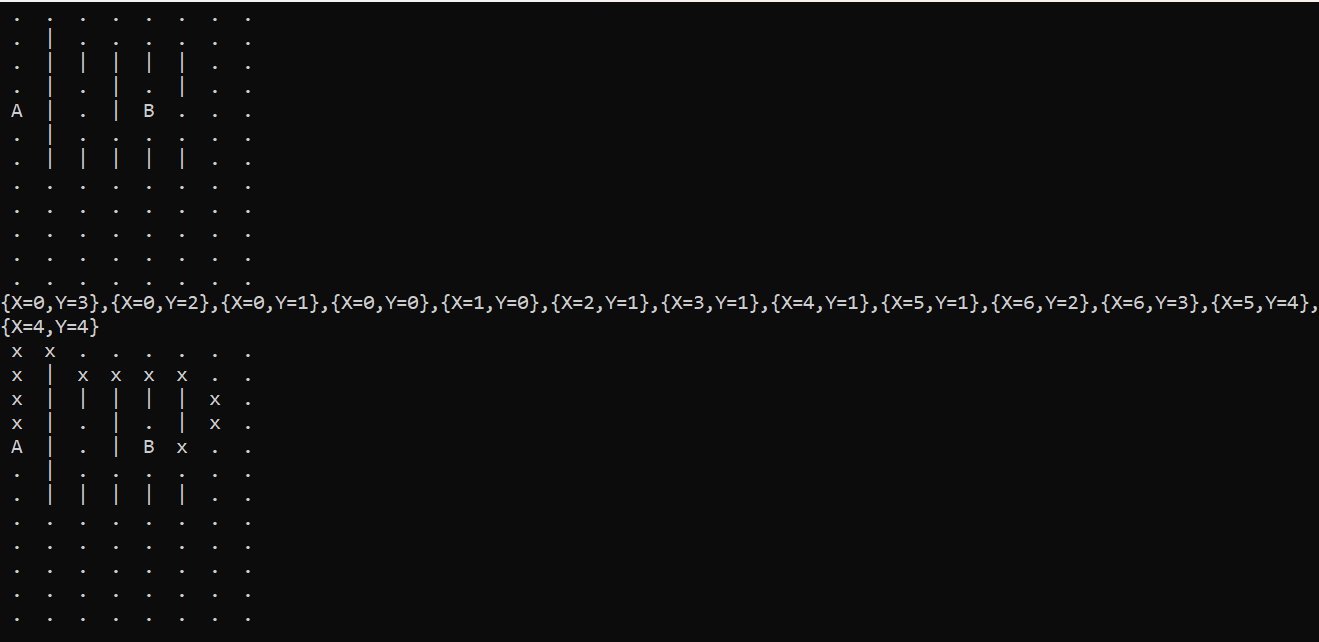 . . . . . . . .
. | . . . . . .
. | | | | | . .
. | . | . | . .
A | . | B . . .
. | . . . . . .
. | | | | | . .
. . . . . . . .
. . . . . . . .
. . . . . . . .
. . . . . . . .
. . . . . . . .
{X=0,Y=3},{X=0,Y=2},{X=0,Y=1},{X=0,Y=0},{X=1,Y=0},{X=2,Y=1},{X=3,Y=1},{X=4,Y=1},{X=5,Y=1},{X=6,Y=2},{X=6,Y=3},{X=5,Y=4},
{X=4,Y=4}
x x . . . . . .
x | x x x x . .
x | | | | | x .
x | . | . | x .
A | . | B x . .
. | . . . . . .
. | | | | | . .
. . . . . . . .
. . . . . . . .
. . . . . . . .
. . . . . . . .
. . . . . . . .